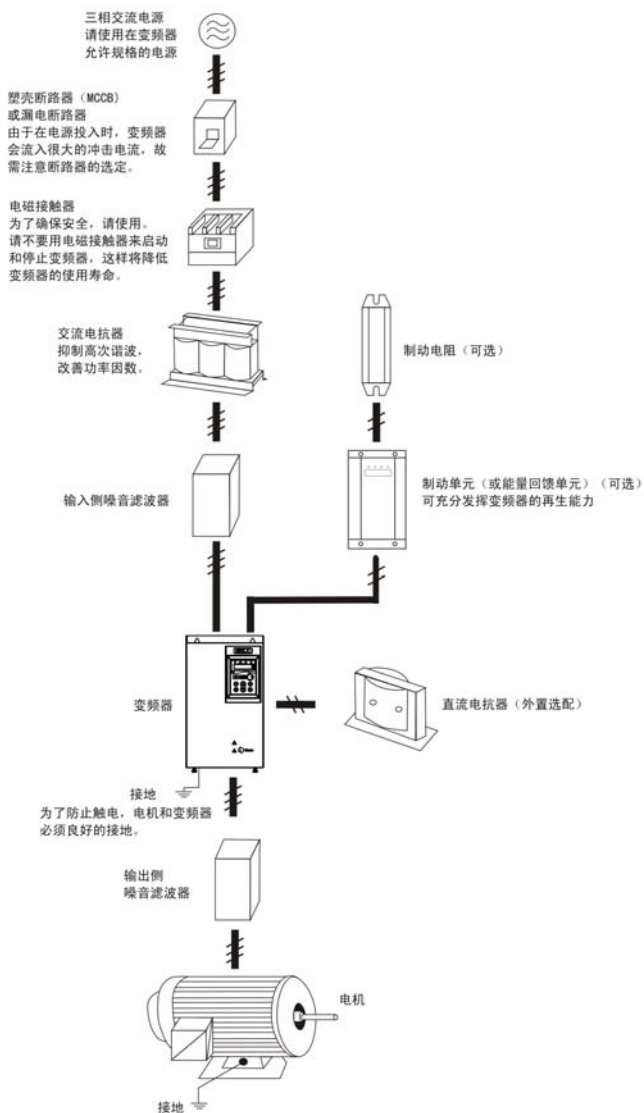 三相交流电源
请使用在变频器
允许规格的电源
塑壳断路器（MCCB)
或漏电断路器
由于在电源投入时，变频器
会流入很大的冲击电流，故
需注意断路器的选定。
电磁接触器
为了确保安全，请使用。
请不要用电磁接触器来启动
和停止变频器，这样将降低
变频器的使用寿命。
交流电抗器
抑制高次谐波，
改善功率因数。
制动电阻（可选）
输入侧噪音滤波器
制动单元（或能量回馈单元）（可选）
可充分发挥变频器的再生能力
变频器
直流电抗器（外置选配）
接地
为了防止触电，电机和变频器
必须良好的接地。
输出侧
噪音滤波器
电机
接地